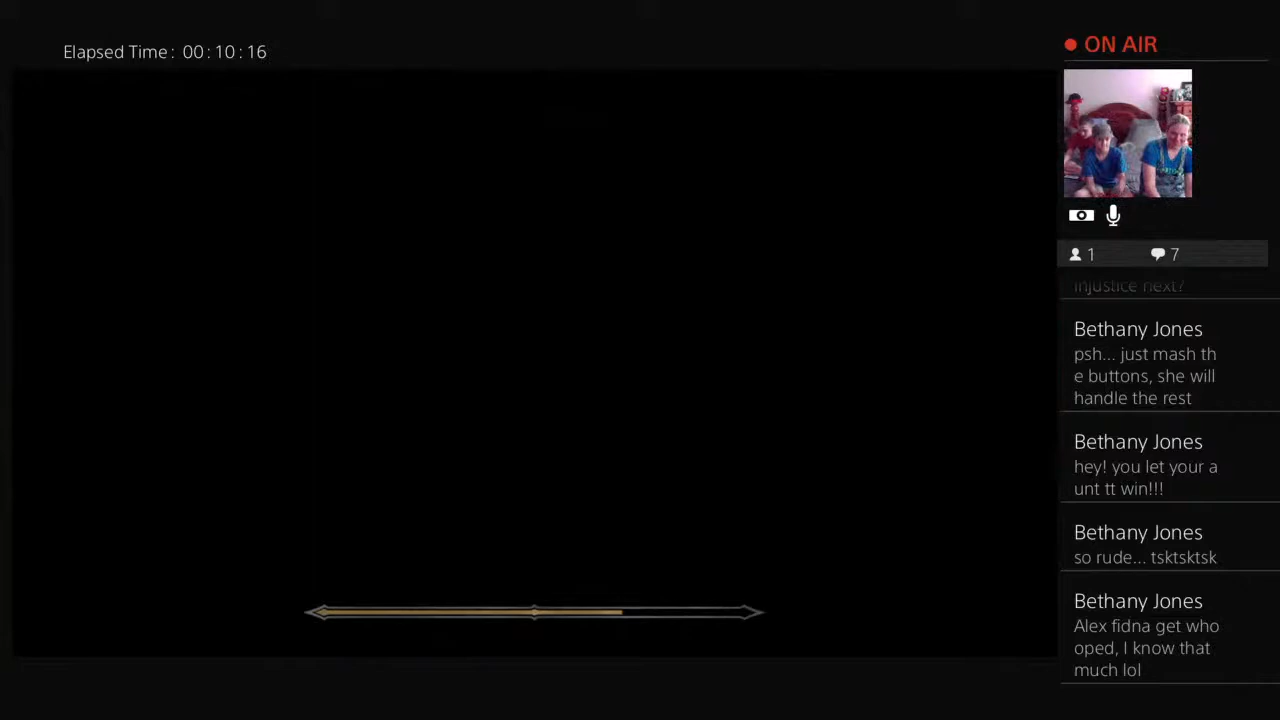 Elapsed Time: 00:10:16
ON AIR
1 7
injustice next?
Bethany Jones
psh... just mash th
e buttons, she will
handle the rest
Bethany Jones
hey! you let your a
unt tt win!!!
Bethany Jones
so rude... tsktsktsk
Bethany Jones
Alex fidna get who
oped, I know that
much lol